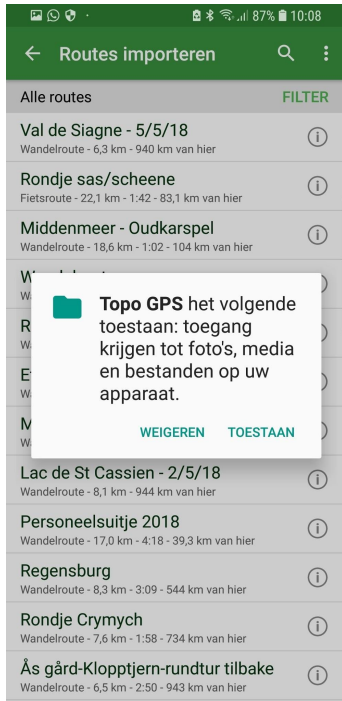 87% 10:08
Routes importeren
Alle routes FILTER
Val de Siagne - 5/5/18
Wandelroute - 6,3 km - 940 km van hier
Rondje sas/scheene
Fietsroute - 22,1 km - 1:42 - 83,1 km van hier
Middenmeer - Oudkarspel
Wandelroute - 18,6 km - 1:02 - 104 km van hier
Topo GPS het volgende
toestaan: toegang
krijgen tot foto's, media
en bestanden op uw
apparaat.
WEIGEREN TOESTAAN
Lac de St Cassien - 2/5/18
Wandelroute - 8,1 km - 944 km van hier
Personeelsuitje 2018
Wandelroute - 17,0 km - 4:18 - 39,3 km van hier
Regensburg
Wandelroute - 8,3 km - 3:09 - 544 km van hier
Rondje Crymych
Wandelroute - 7,6 km - 1:58 - 734 km van hier
Ås gård-Klopptjern-rundtur tilbake
Wandelroute - 6,5 km - 2:50 - 943 km van hier